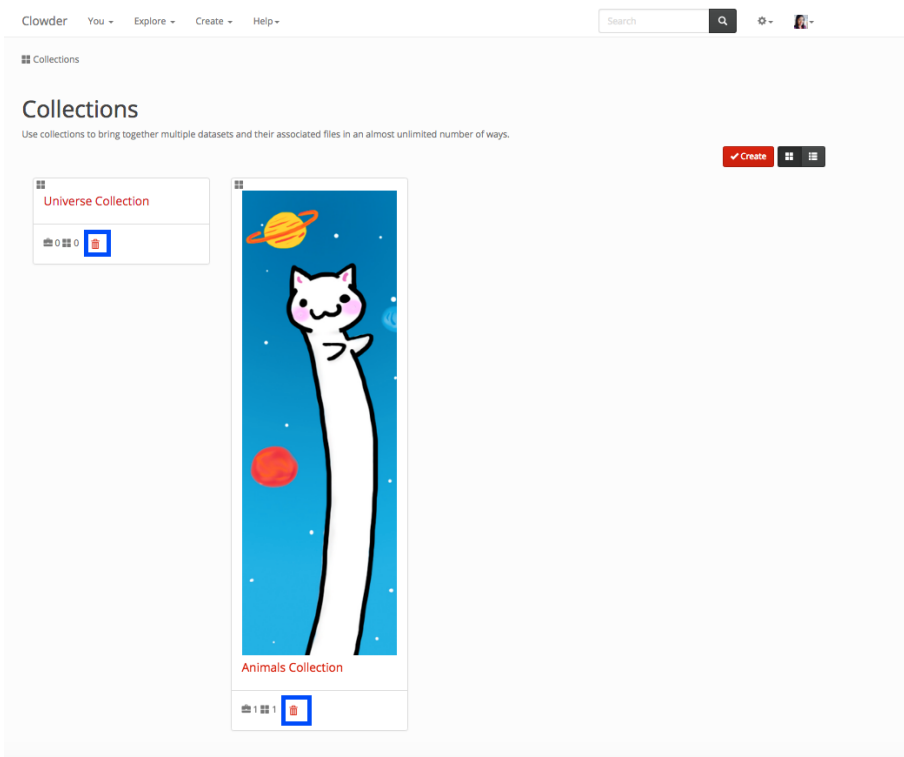 Clowder You Explore Create Help Search
Collections
Collections
Use collections to bring together multiple datasets and their associated files in an almost unlimited number of ways.
Create
Universe Collection
0 0
Animals Collection
1 1